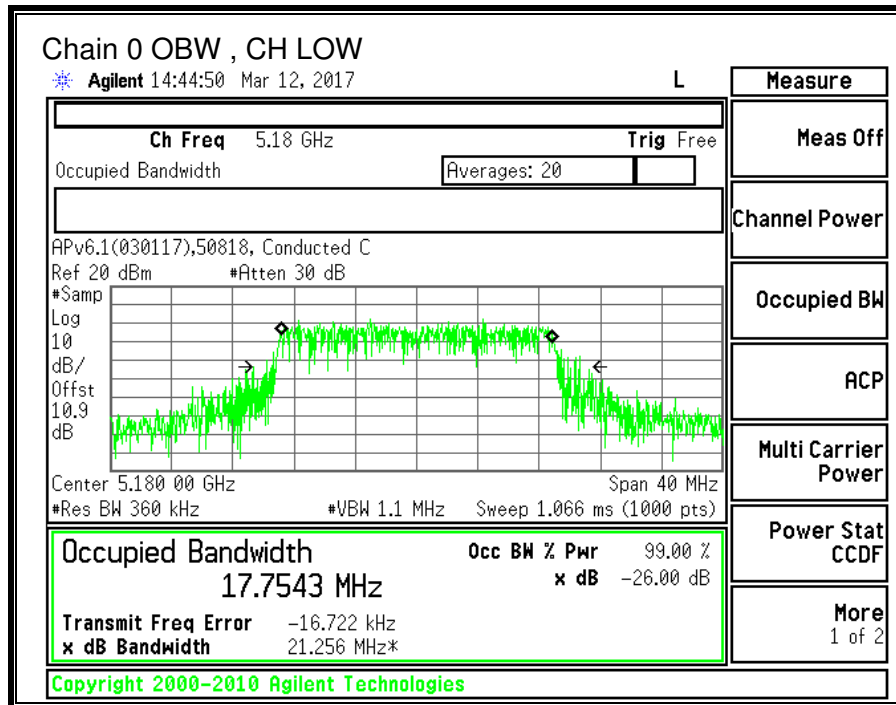 Chain 0 OBW , CH LOW
Agilent 14:44:50 Mar 12, 2017 L
Measure
Ch Freq 5.18 GHz Trig Free
Occupied Bandwidth Averages: 20
APv6.1(030117),50818, Conducted C
Ref 20 dBm #Atten 30 dB
#Samp
Log
10
dB/
Offst
10.9
dB
Center 5.180 00 GHz Span 40 MHz
#Res BW 360 kHz #VBW 1.1 MHz Sweep 1.066 ms (1000 pts)
Occupied Bandwidth Occ BW % Pwr 99.00 %
17.7543 MHz x dB -26.00 dB
Transmit Freq Error -16.722 kHz
x dB Bandwidth 21.256 MHz*
Copyright 2000-2010 Agilent Technologies
Meas Off
Channel Power
Occupied BW
ACP
Multi Carrier
Power
Power Stat
CCDF
More
1 of 2